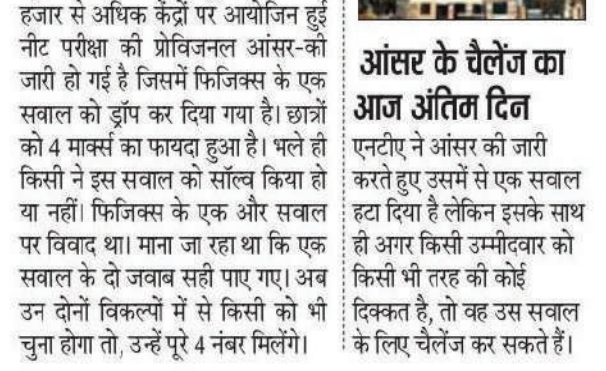 हजार से अधिक केंद्रों पर आयोजिन हुई
नीट परीक्षा की प्रोविजनल आंसर-की
जारी हो गई है जिसमें फिजिक्स के एक
सवाल को ड्रॉप कर दिया गया है। छात्रों
को 4 मार्क्स का फायदा हुआ है। भले ही
किसी ने इस सवाल को सॉल्व किया हो
या नहीं। फिजिक्स के एक और सवाल
पर विवाद था। माना जा रहा था कि एक
सवाल के दो जवाब सही पाए गए। अब
उन दोनों विकल्पों में से किसी को भी
चुना होगा तो, उन्हें पूरे 4 नंबर मिलेंगे।
आंसर के चैलेंज का
आज अंतिम दिन
एनटीए ने आंसर की जारी
करते हुए उसमें से एक सवाल
हटा दिया है लेकिन इसके साथ
ही अगर किसी उम्मीदवार को
किसी भी तरह की कोई
दिक्कत है, तो वह उस सवाल
के लिए चैलेंज कर सकते हैं।